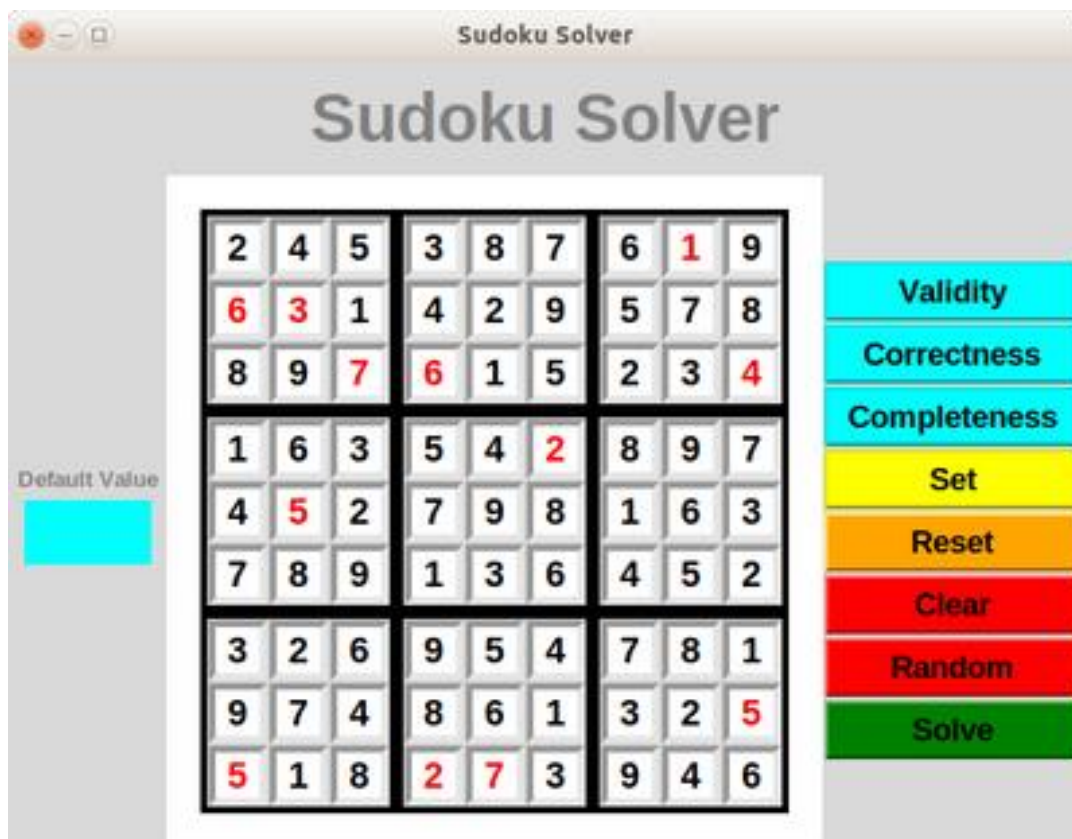 Sudoku Solver
Sudoku Solver
2 4 5 3 8 7 6 1 9
6 3 1 4 2 9 5 7 8
8 9 7 6 1 5 2 3 4
1 6 3 5 4 2 8 9 7
4 5 2 7 9 8 1 6 3
7 8 9 1 3 6 4 5 2
3 2 6 9 5 4 7 8 1
9 7 4 8 6 1 3 2 5
5 1 8 2 7 3 9 4 6
Default Value
Validity
Correctness
Completeness
Set
Reset
Clear
Random
Solve